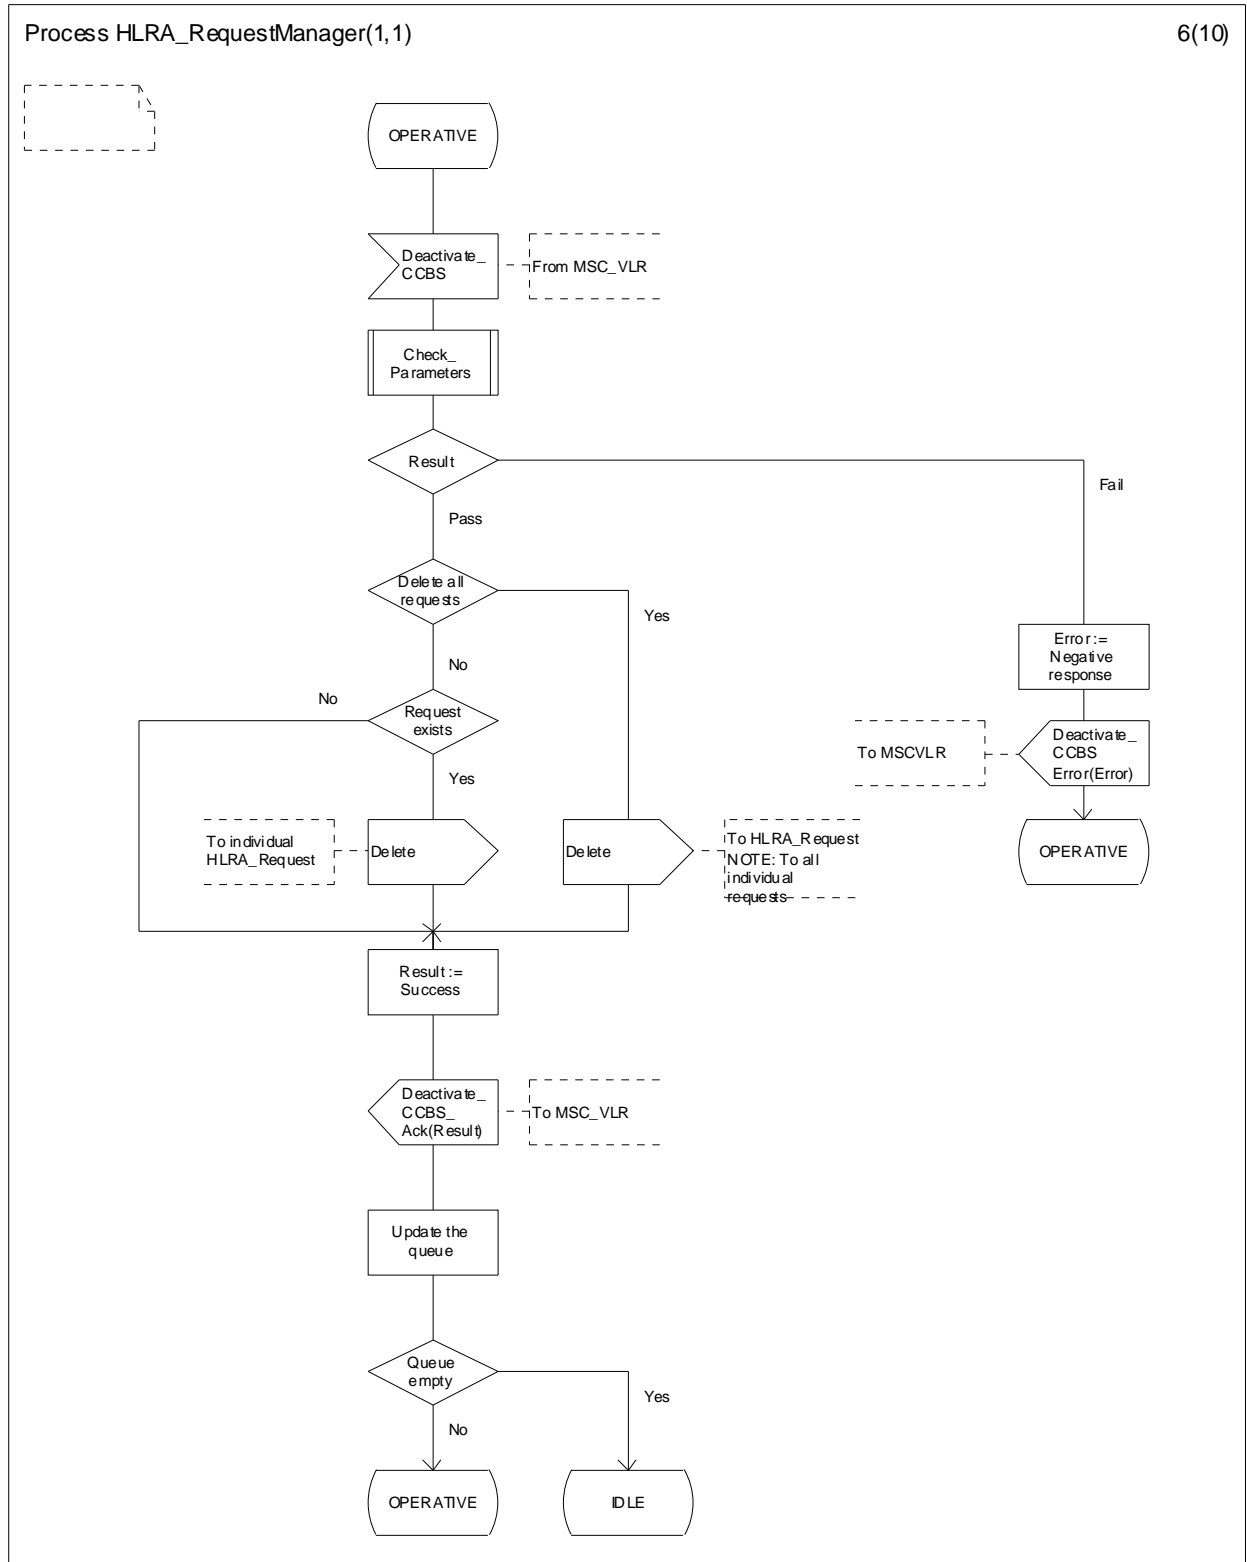 Process HLRA_RequestManager(1,1)
6(10)
OPERATIVE
Deactivate_
CCBS
From MSC_VLR
Check_
Parameters
Result
Fail
Pass
Delete all
requests
Yes
No
Error :=
Negative
response
No
Request
exists
Deactivate_
CCBS
Error(Error)
To MSCVLR
Yes
To individual
HLRA_Request
Delete
Delete
To HLRA_Request
NOTE: To all
individual
requests
OPERATIVE
Result :=
Success
Deactivate_
CCBS_
Ack(Result)
To MSC_VLR
Update the
queue
Queue
empty
Yes
No
OPERATIVE
IDLE